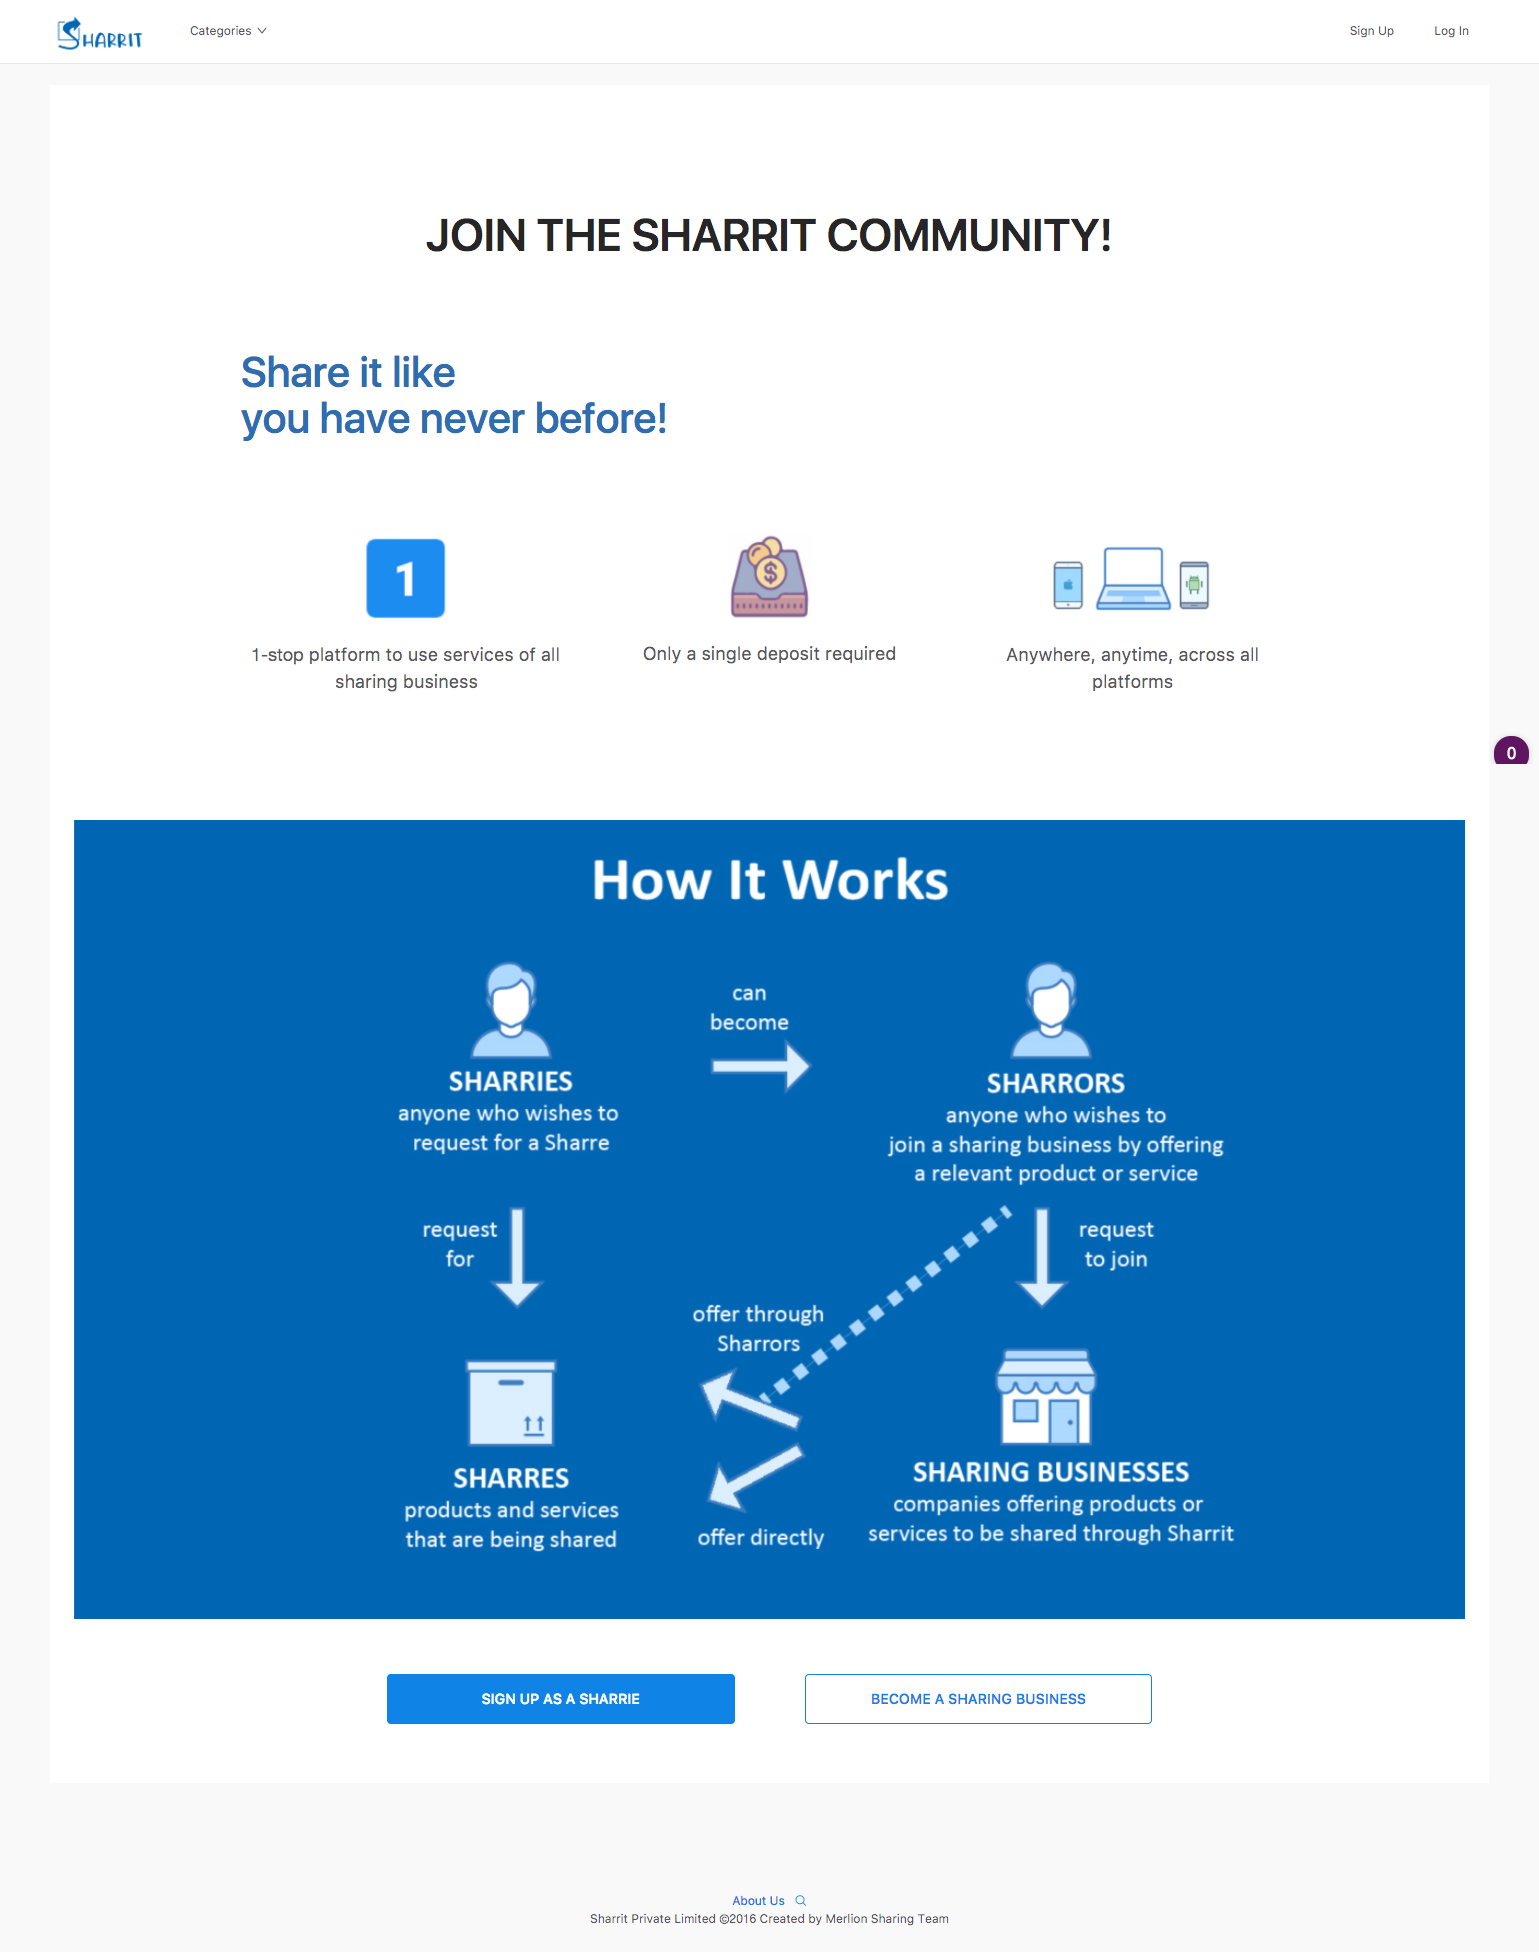 SHARRIT
Categories
Sign Up
Log In
JOIN THE SHARRIT COMMUNITY!
Share it like
you have never before!
1
$
1-stop platform to use services of all
sharing business
Only a single deposit required
Anywhere, anytime, across all
platforms
0
How It Works
can
become
SHARRIES
anyone who wishes to
request for a Sharre
SHARRORS
anyone who wishes to
join a sharing business by offering
a relevant product or service
request
for
request
to join
offer through
Sharrors
SHARRES
products and services
that are being shared
offer directly
SHARING BUSINESSES
companies offering products or
services to be shared through Sharrit
SIGN UP AS A SHARRIE
BECOME A SHARING BUSINESS
About Us
Sharrit Private Limited ©2016 Created by Merlion Sharing Team